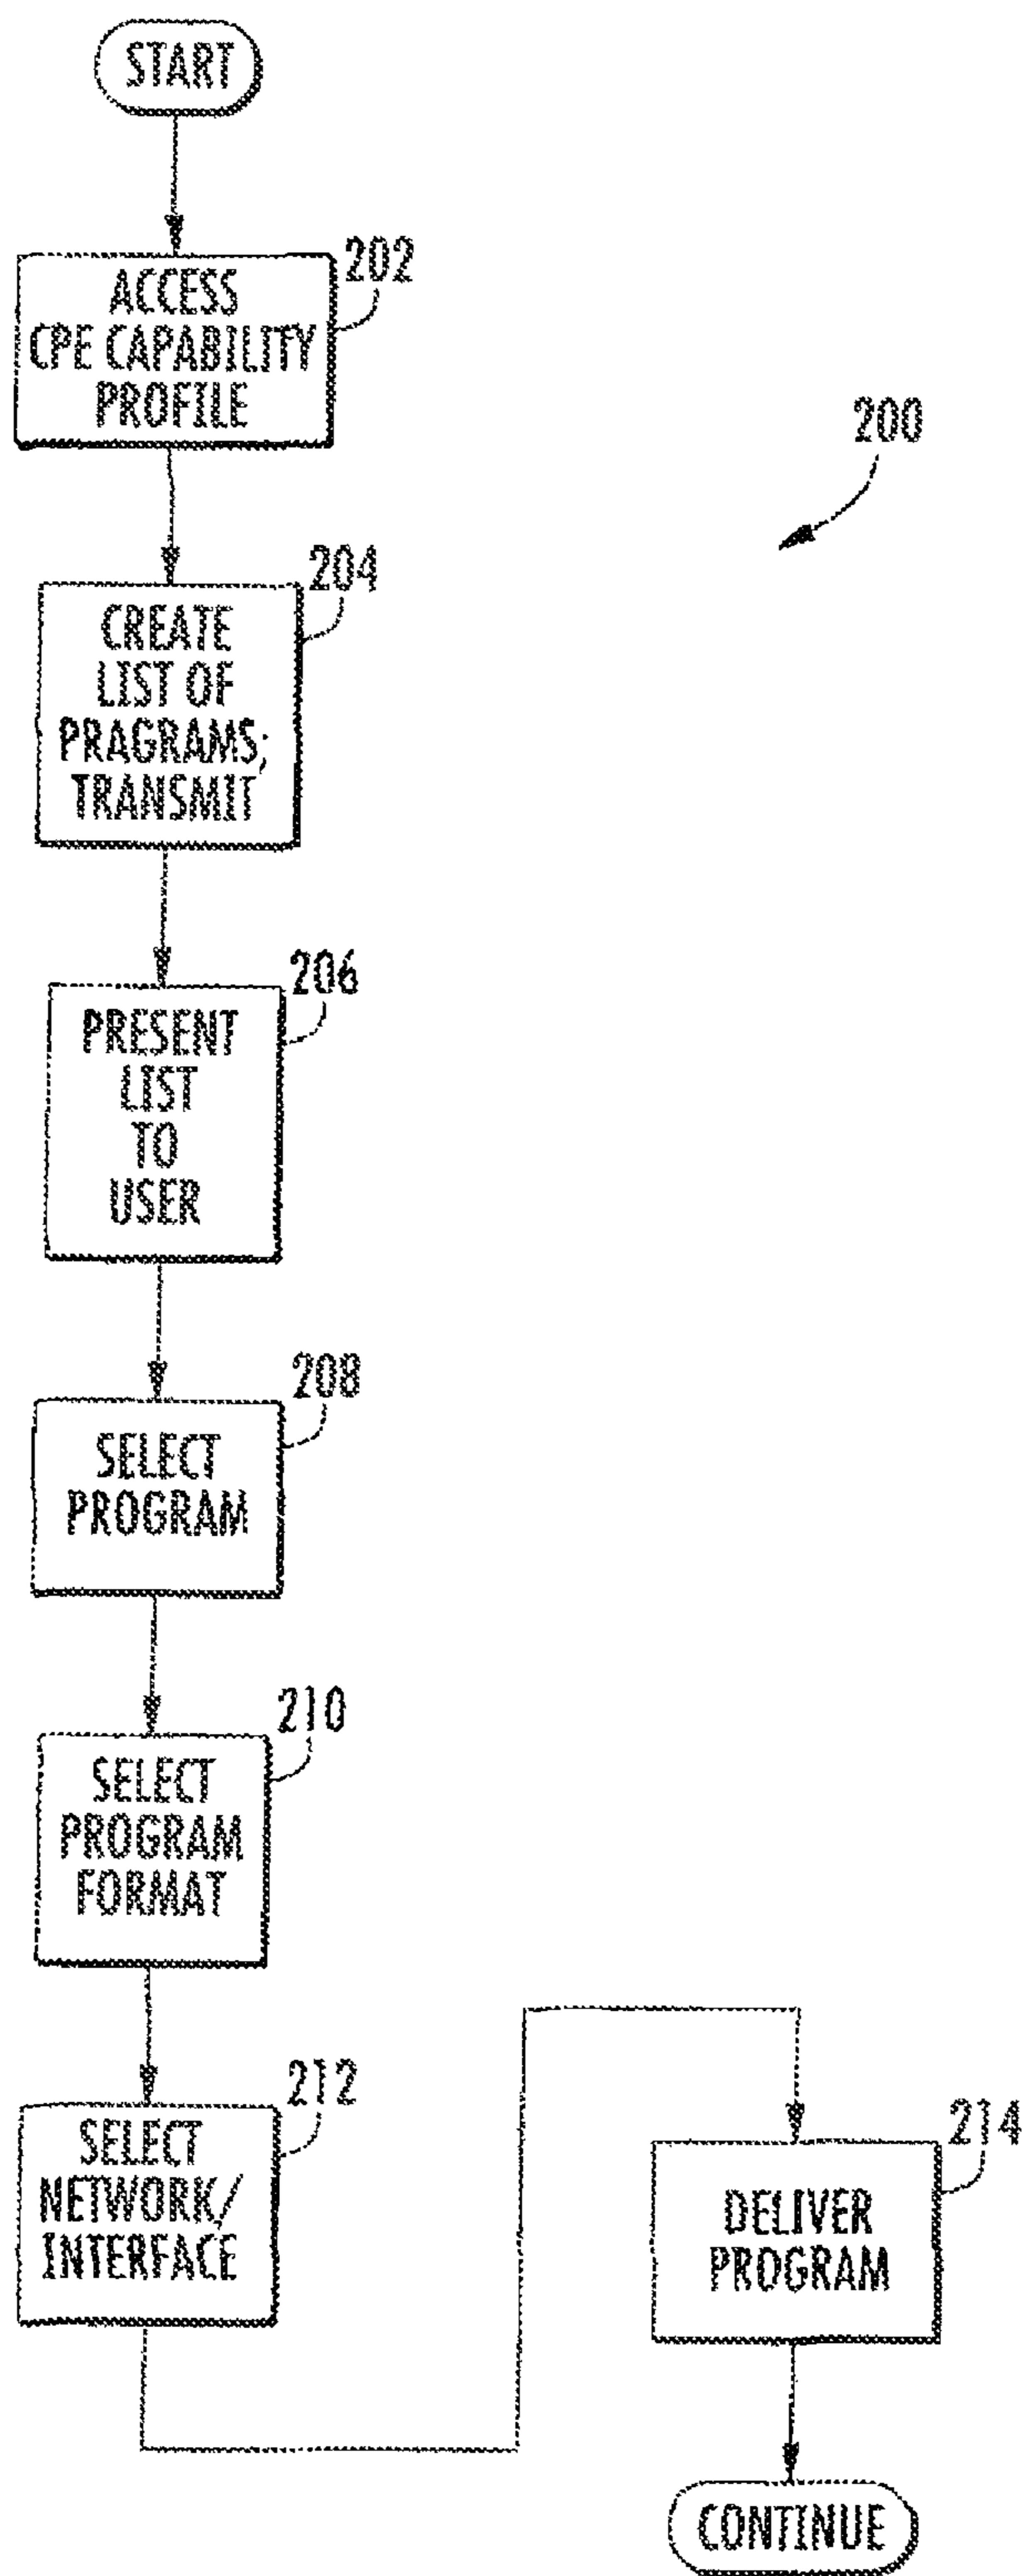 START
202
ACCESS
CPE CAPABILITY
PROFILE
200
204
CREATE
LIST OF
PRAGRAMS;
TRANSMIT
206
PRESENT
LIST
TO
USER
208
SELECT
PROGRAM
210
SELECT
PROGRAM
FORMAT
212
SELECT
NETWORK/
INTERFACE
214
DELIVER
PROGRAM
CONTINUE